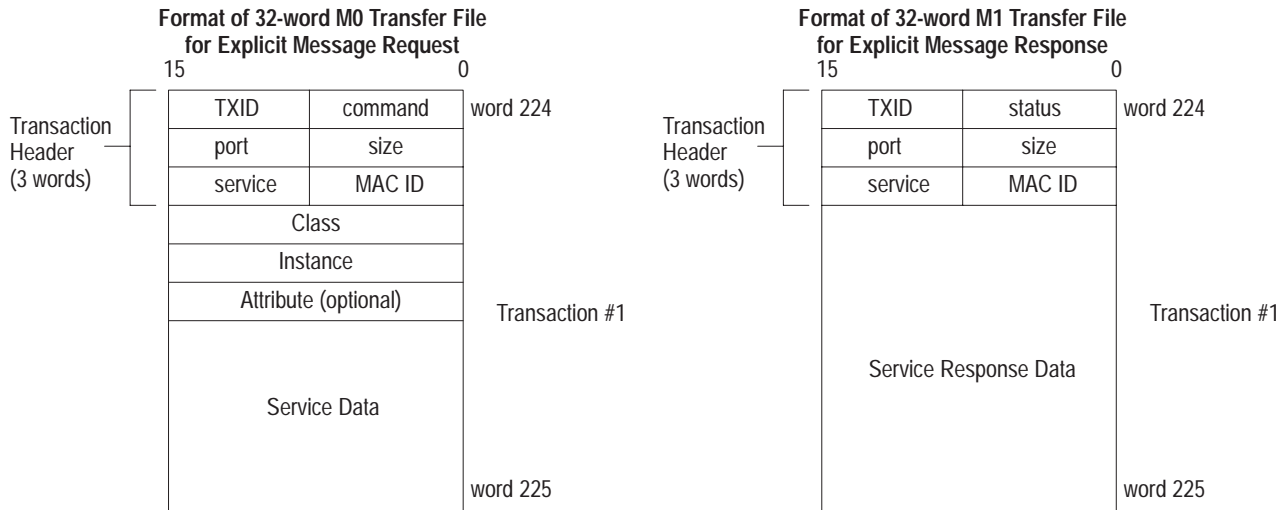 Format of 32-word M0 Transfer File
for Explicit Message Request
15 0
Transaction
Header
(3 words)
TXID command word 224
port size
service MAC ID
Class
Instance
Attribute (optional)
Transaction #1
Service Data
word 225
Format of 32-word M1 Transfer File
for Explicit Message Response
15 0
Transaction
Header
(3 words)
TXID status word 224
port size
service MAC ID
Transaction #1
Service Response Data
word 225